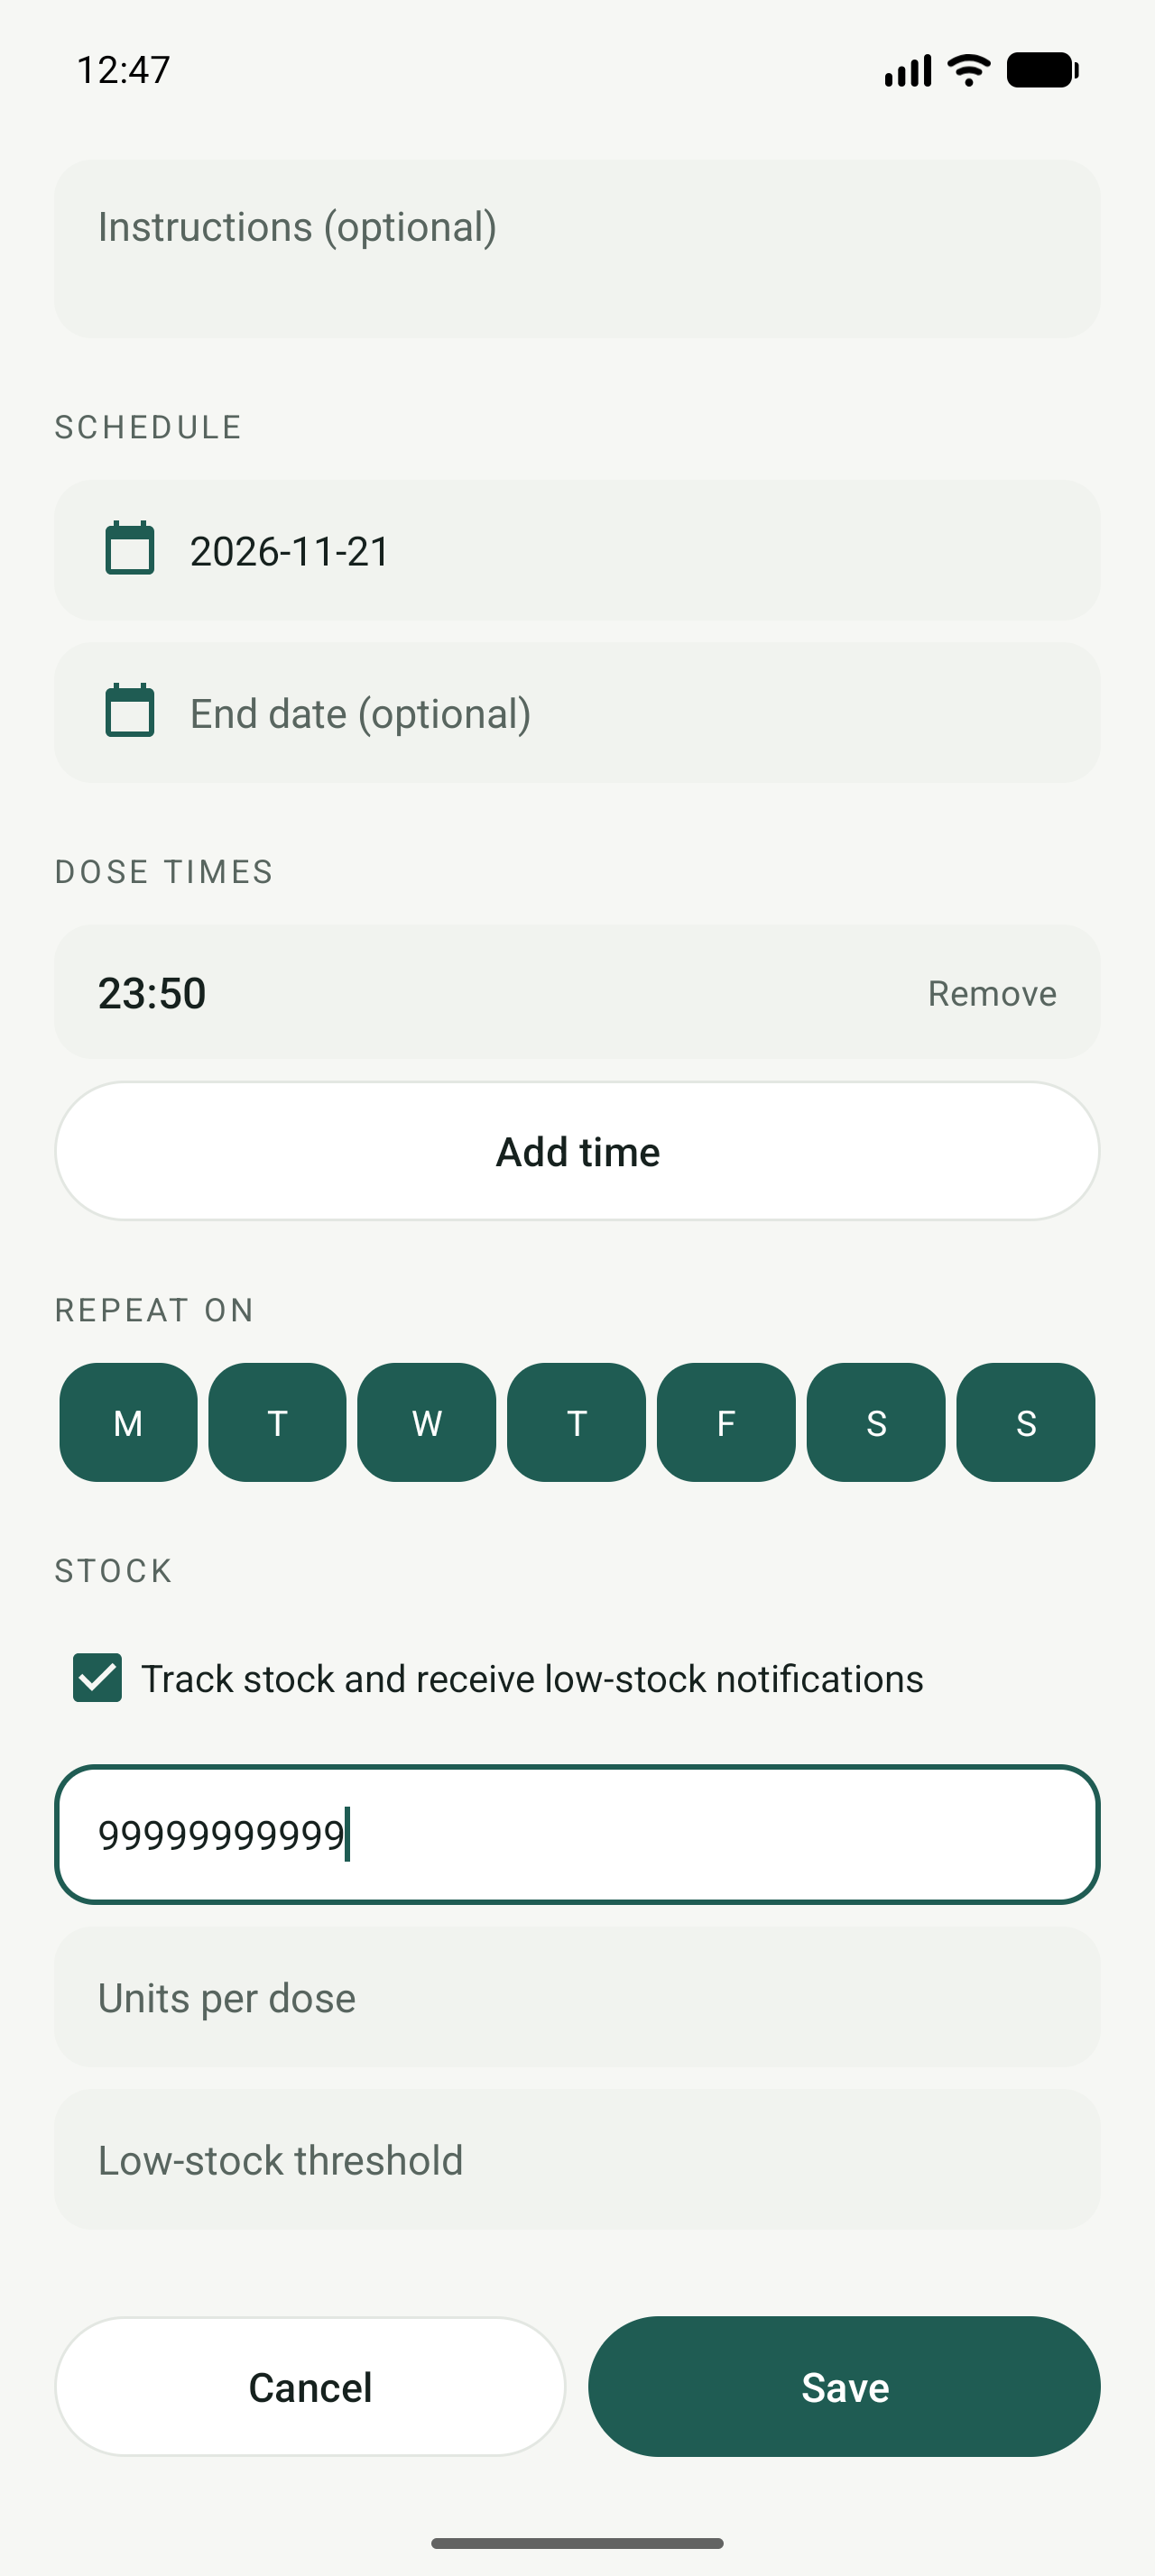 12:47
Instructions (optional)
SCHEDULE
2026-11-21
End date (optional)
DOSE TIMES
23:50 Remove
Add time
REPEAT ON
M T W T F S S
STOCK
Track stock and receive low-stock notifications
99999999999
Units per dose
Low-stock threshold
Cancel Save